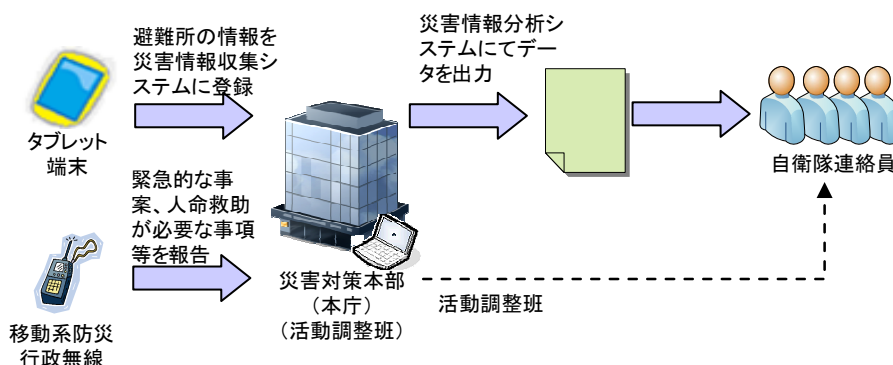 避難所の情報を
災害情報収集シ
ステムに登録
災害情報分析シ
ステムにてデー
タを出力
タブレット
端末
自衛隊連絡員
緊急的な事
案、人命救助
が必要な事項
等を報告
災害対策本部
（本庁）
（活動調整班）
活動調整班
移動系防災
行政無線